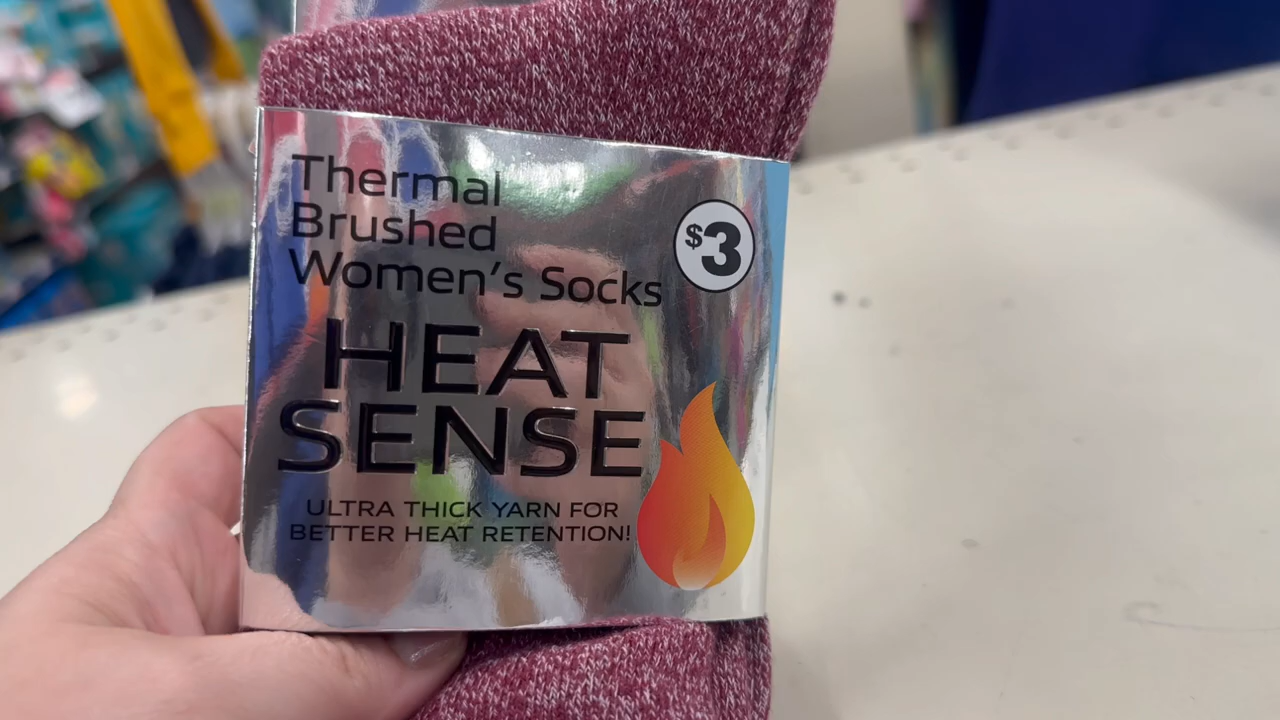 Thermal
Brushed
Women's Socks
$3
HEAT
SENSE
ULTRA THICK YARN FOR
BETTER HEAT RETENTION!